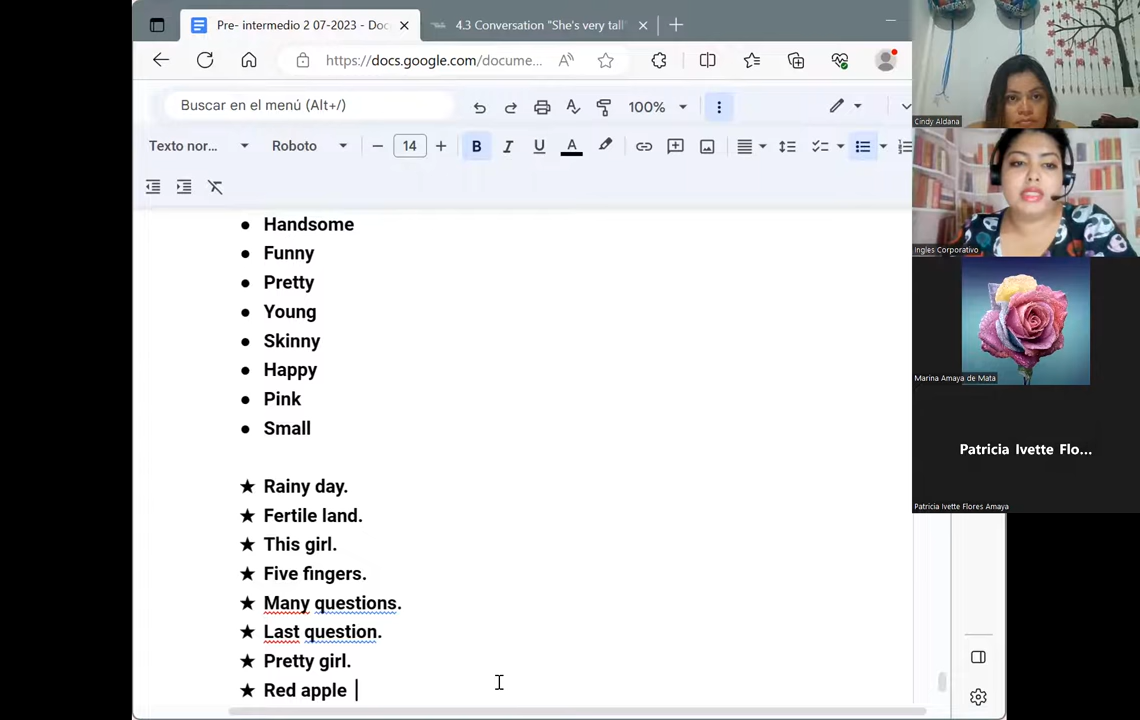 Pre- intermedio 2 07-2023 - Doc
4.3 Conversation "She's very tall"
https://docs.google.com/docume...
Buscar en el menú (Alt+/)
100%
Texto nor...
Roboto
14
B
I
U
A
Handsome
Funny
Pretty
Young
Skinny
Happy
Pink
Small
Rainy day.
Fertile land.
This girl.
Five fingers.
Many questions.
Last question.
Pretty girl.
Red apple
Cindy Aldana
Ingles Corporativo
Marina Amaya de Mata
Patricia Ivette Flo...
Patricia Ivette Flores Amaya